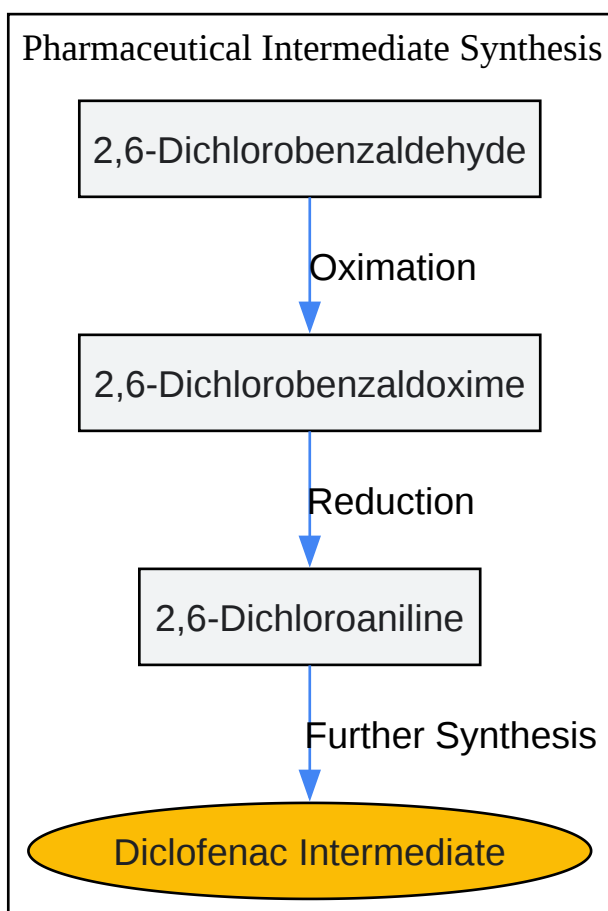 Pharmaceutical Intermediate Synthesis
2,6-Dichlorobenzaldehyde
Oximation
2,6-Dichlorobenzaldoxime
Reduction
2,6-Dichloroaniline
Further Synthesis
Diclofenac Intermediate